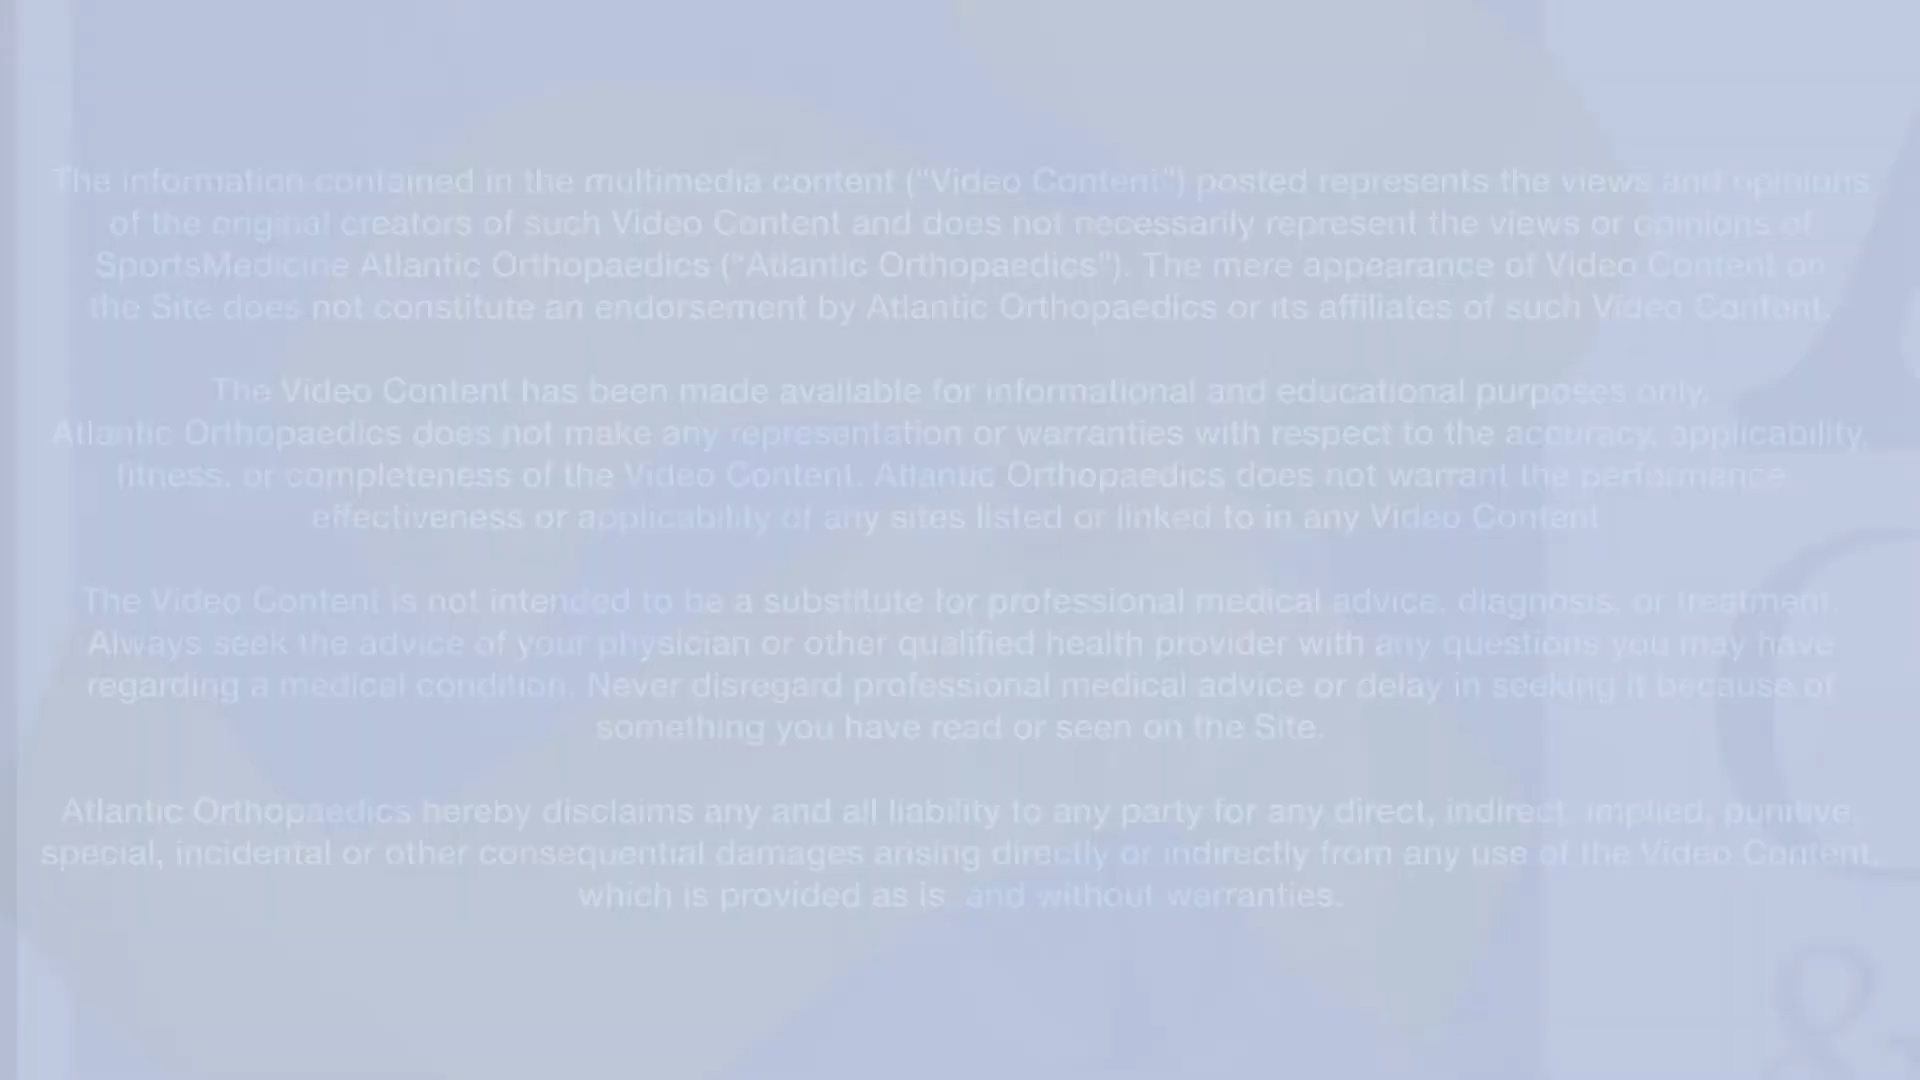 The information contained in the multimedia content (“Video Content”) posted represents the views and opinions
of the original creators of such Video Content and does not necessarily represent the views or opinions of
SportsMedicine Atlantic Orthopaedics (“Atlantic Orthopaedics”). The mere appearance of Video Content on
the Site does not constitute an endorsement by Atlantic Orthopaedics or its affiliates of such Video Content.
The Video Content has been made available for informational and educational purposes only.
Atlantic Orthopaedics does not make any representation or warranties with respect to the accuracy, applicability,
fitness, or completeness of the Video Content. Atlantic Orthopaedics does not warrant the performance
effectiveness or applicability of any sites listed or linked to in any Video Content
The Video Content is not intended to be a substitute for professional medical advice, diagnosis, or treatment.
Always seek the advice of your physician or other qualified health provider with any questions you may have
regarding a medical condition. Never disregard professional medical advice or delay in seeking it because of
something you have read or seen on the Site.
Atlantic Orthopaedics hereby disclaims any and all liability to any party for any direct, indirect, implied, punitive,
special, incidental or other consequential damages arising directly or indirectly from any use of the Video Content,
which is provided as is, and without warranties.
&